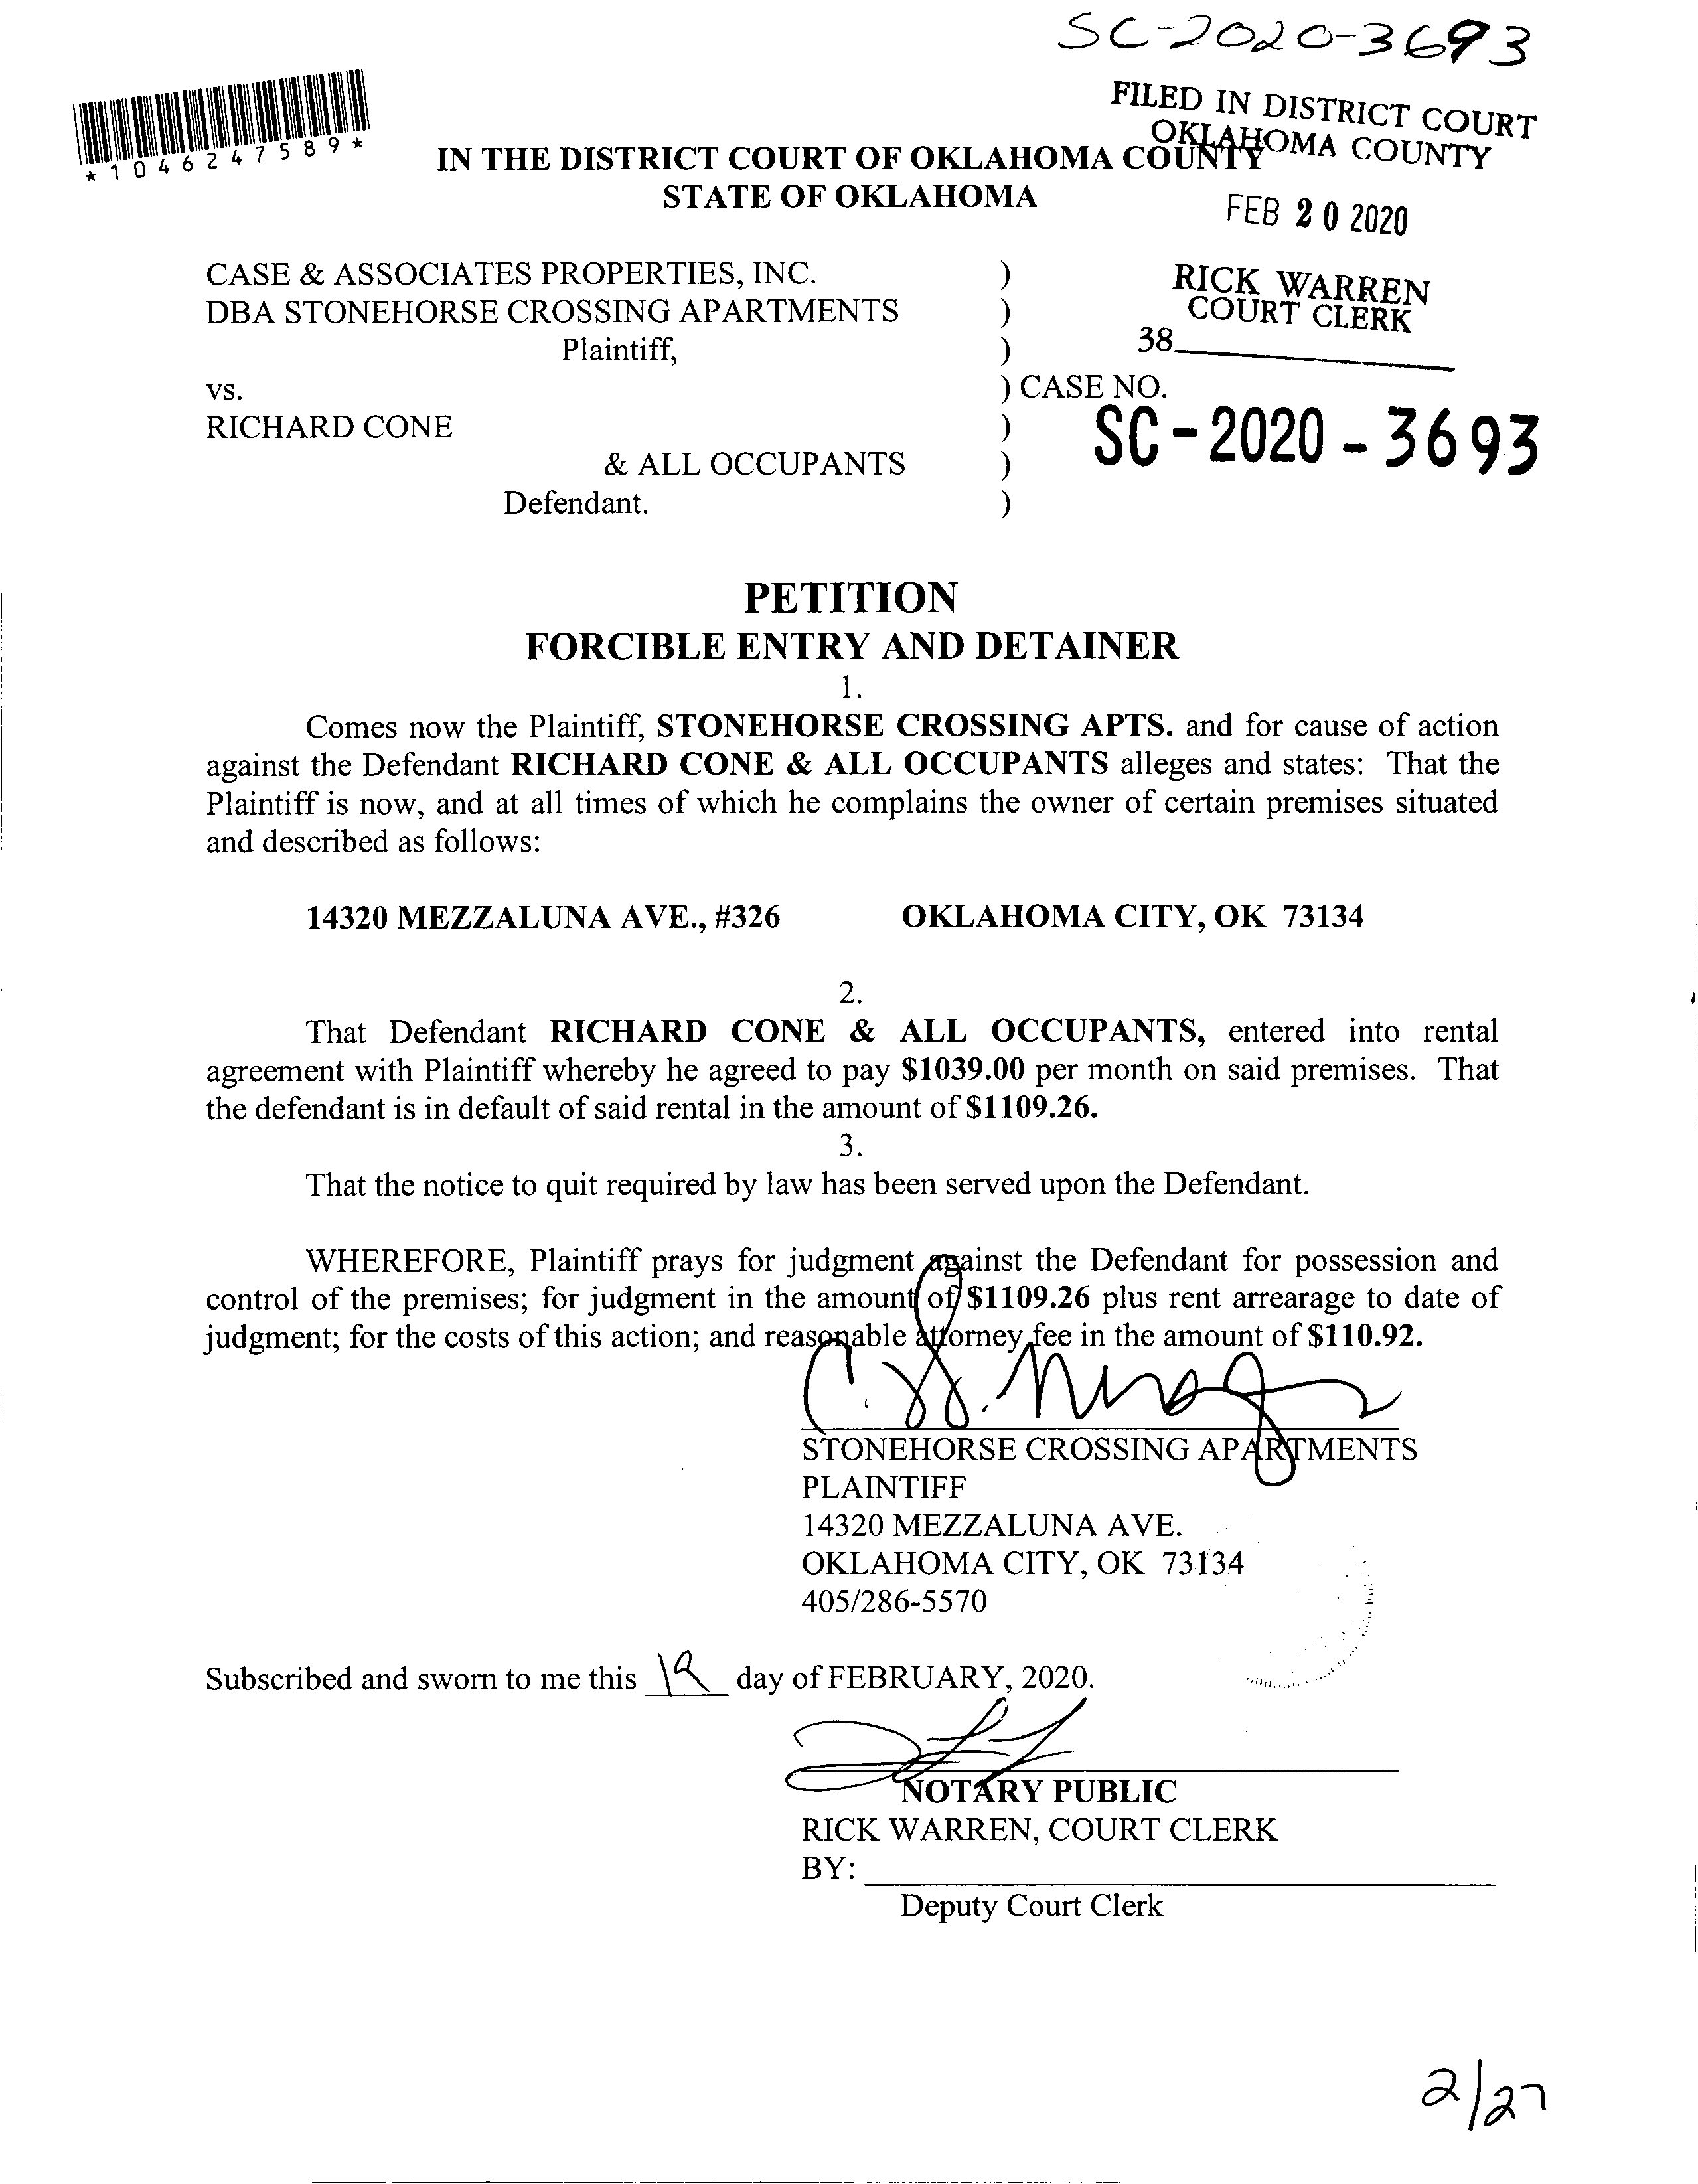 SC-2020-3693
*1046247589*
FILED IN DISTRICT COURT
OKLAHOMA COUNTY
IN THE DISTRICT COURT OF OKLAHOMA COUNTY
STATE OF OKLAHOMA
FEB 20 2020
CASE & ASSOCIATES PROPERTIES, INC. )
RICK WARREN
DBA STONEHORSE CROSSING APARTMENTS )
COURT CLERK
Plaintiff, )
38
vs. ) CASE NO.
RICHARD CONE )
SC-2020-3693
& ALL OCCUPANTS )
Defendant. )
PETITION
FORCIBLE ENTRY AND DETAINER
1.
Comes now the Plaintiff, STONEHORSE CROSSING APTS. and for cause of action
against the Defendant RICHARD CONE & ALL OCCUPANTS alleges and states: That the
Plaintiff is now, and at all times of which he complains the owner of certain premises situated
and described as follows:
14320 MEZZALUNA AVE., #326 OKLAHOMA CITY, OK 73134
2.
That Defendant RICHARD CONE & ALL OCCUPANTS, entered into rental
agreement with Plaintiff whereby he agreed to pay $1039.00 per month on said premises. That
the defendant is in default of said rental in the amount of $1109.26.
3.
That the notice to quit required by law has been served upon the Defendant.
WHEREFORE, Plaintiff prays for judgment against the Defendant for possession and
control of the premises; for judgment in the amount of $1109.26 plus rent arrearage to date of
judgment; for the costs of this action; and reasonable attorney fee in the amount of $110.92.
STONEHORSE CROSSING APARTMENTS
PLAINTIFF
14320 MEZZALUNA AVE.
OKLAHOMA CITY, OK 73134
405/286-5570
Subscribed and sworn to me this 19 day of FEBRUARY, 2020.
NOTARY PUBLIC
RICK WARREN, COURT CLERK
BY:
Deputy Court Clerk
2/27